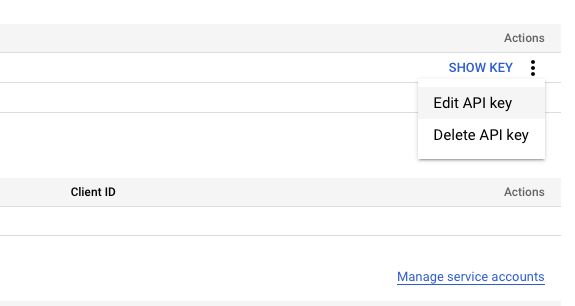 Actions
SHOW KEY
Edit API key
Delete API key
Client ID
Actions
Manage service accounts